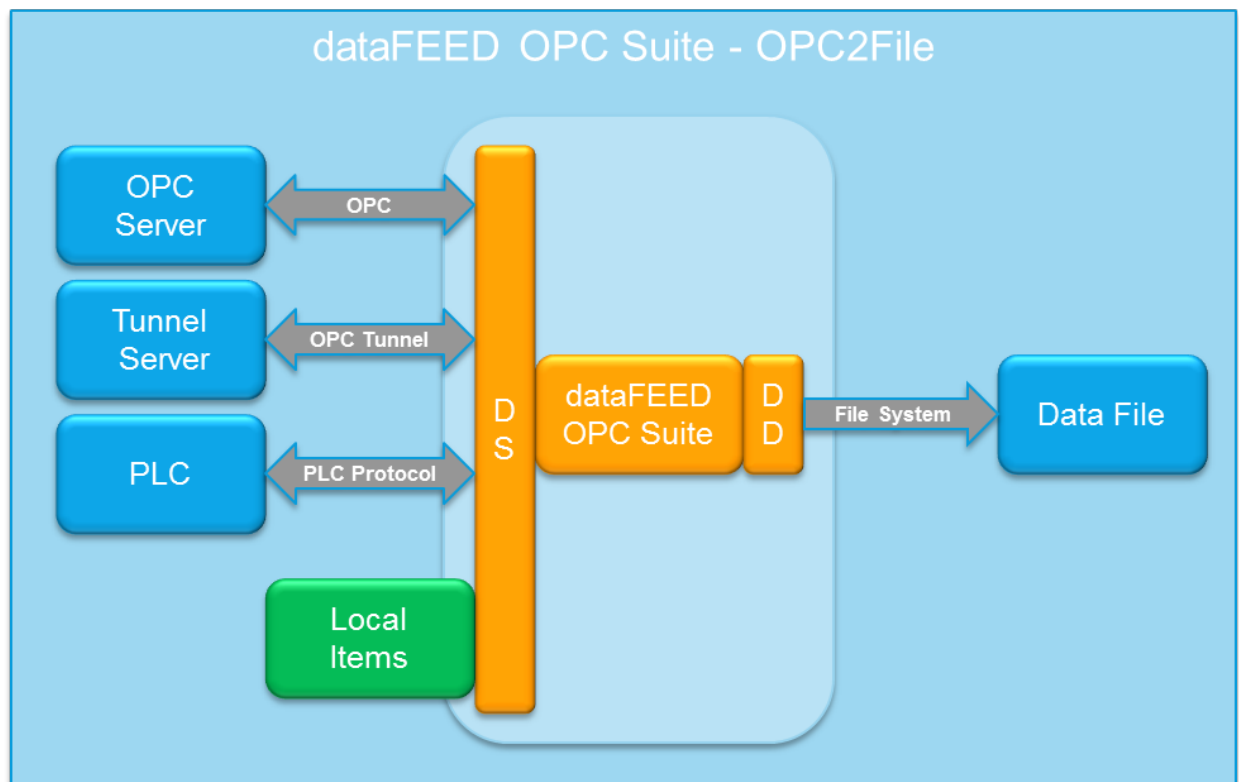 dataFEED OPC Suite - OPC2File
OPC
Server
OPC
Tunnel
Server
OPC Tunnel
PLC
PLC Protocol
Local
Items
D
S
dataFEED
OPC Suite
D
D
File System
Data File